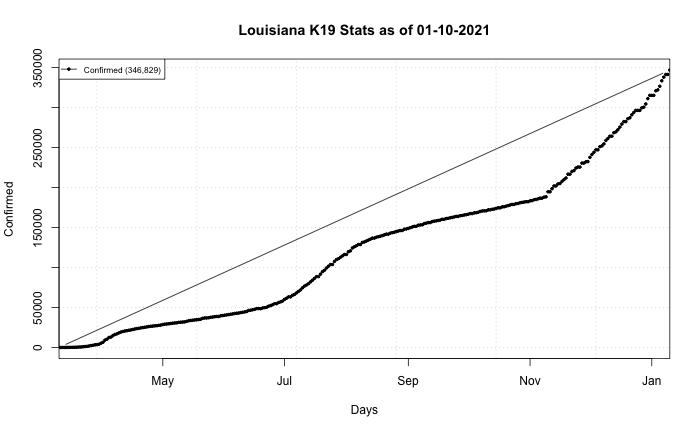 Louisiana K19 Stats as of 01-10-2021
Confirmed (346,829)
350000
250000
150000
50000
0
Confirmed
May Jul Sep Nov Jan
Days